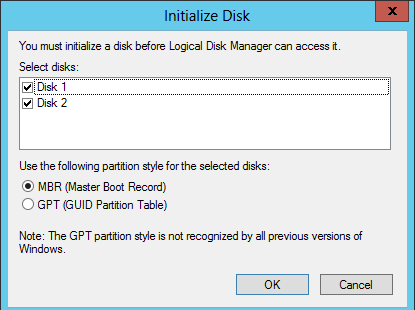 Initialize Disk
x
You must initialize a disk before Logical Disk Manager can access it.
Select disks:
Disk 1
Disk 2
Use the following partition style for the selected disks:
MBR (Master Boot Record)
GPT (GUID Partition Table)
Note: The GPT partition style is not recognized by all previous versions of
Windows.
OK
Cancel